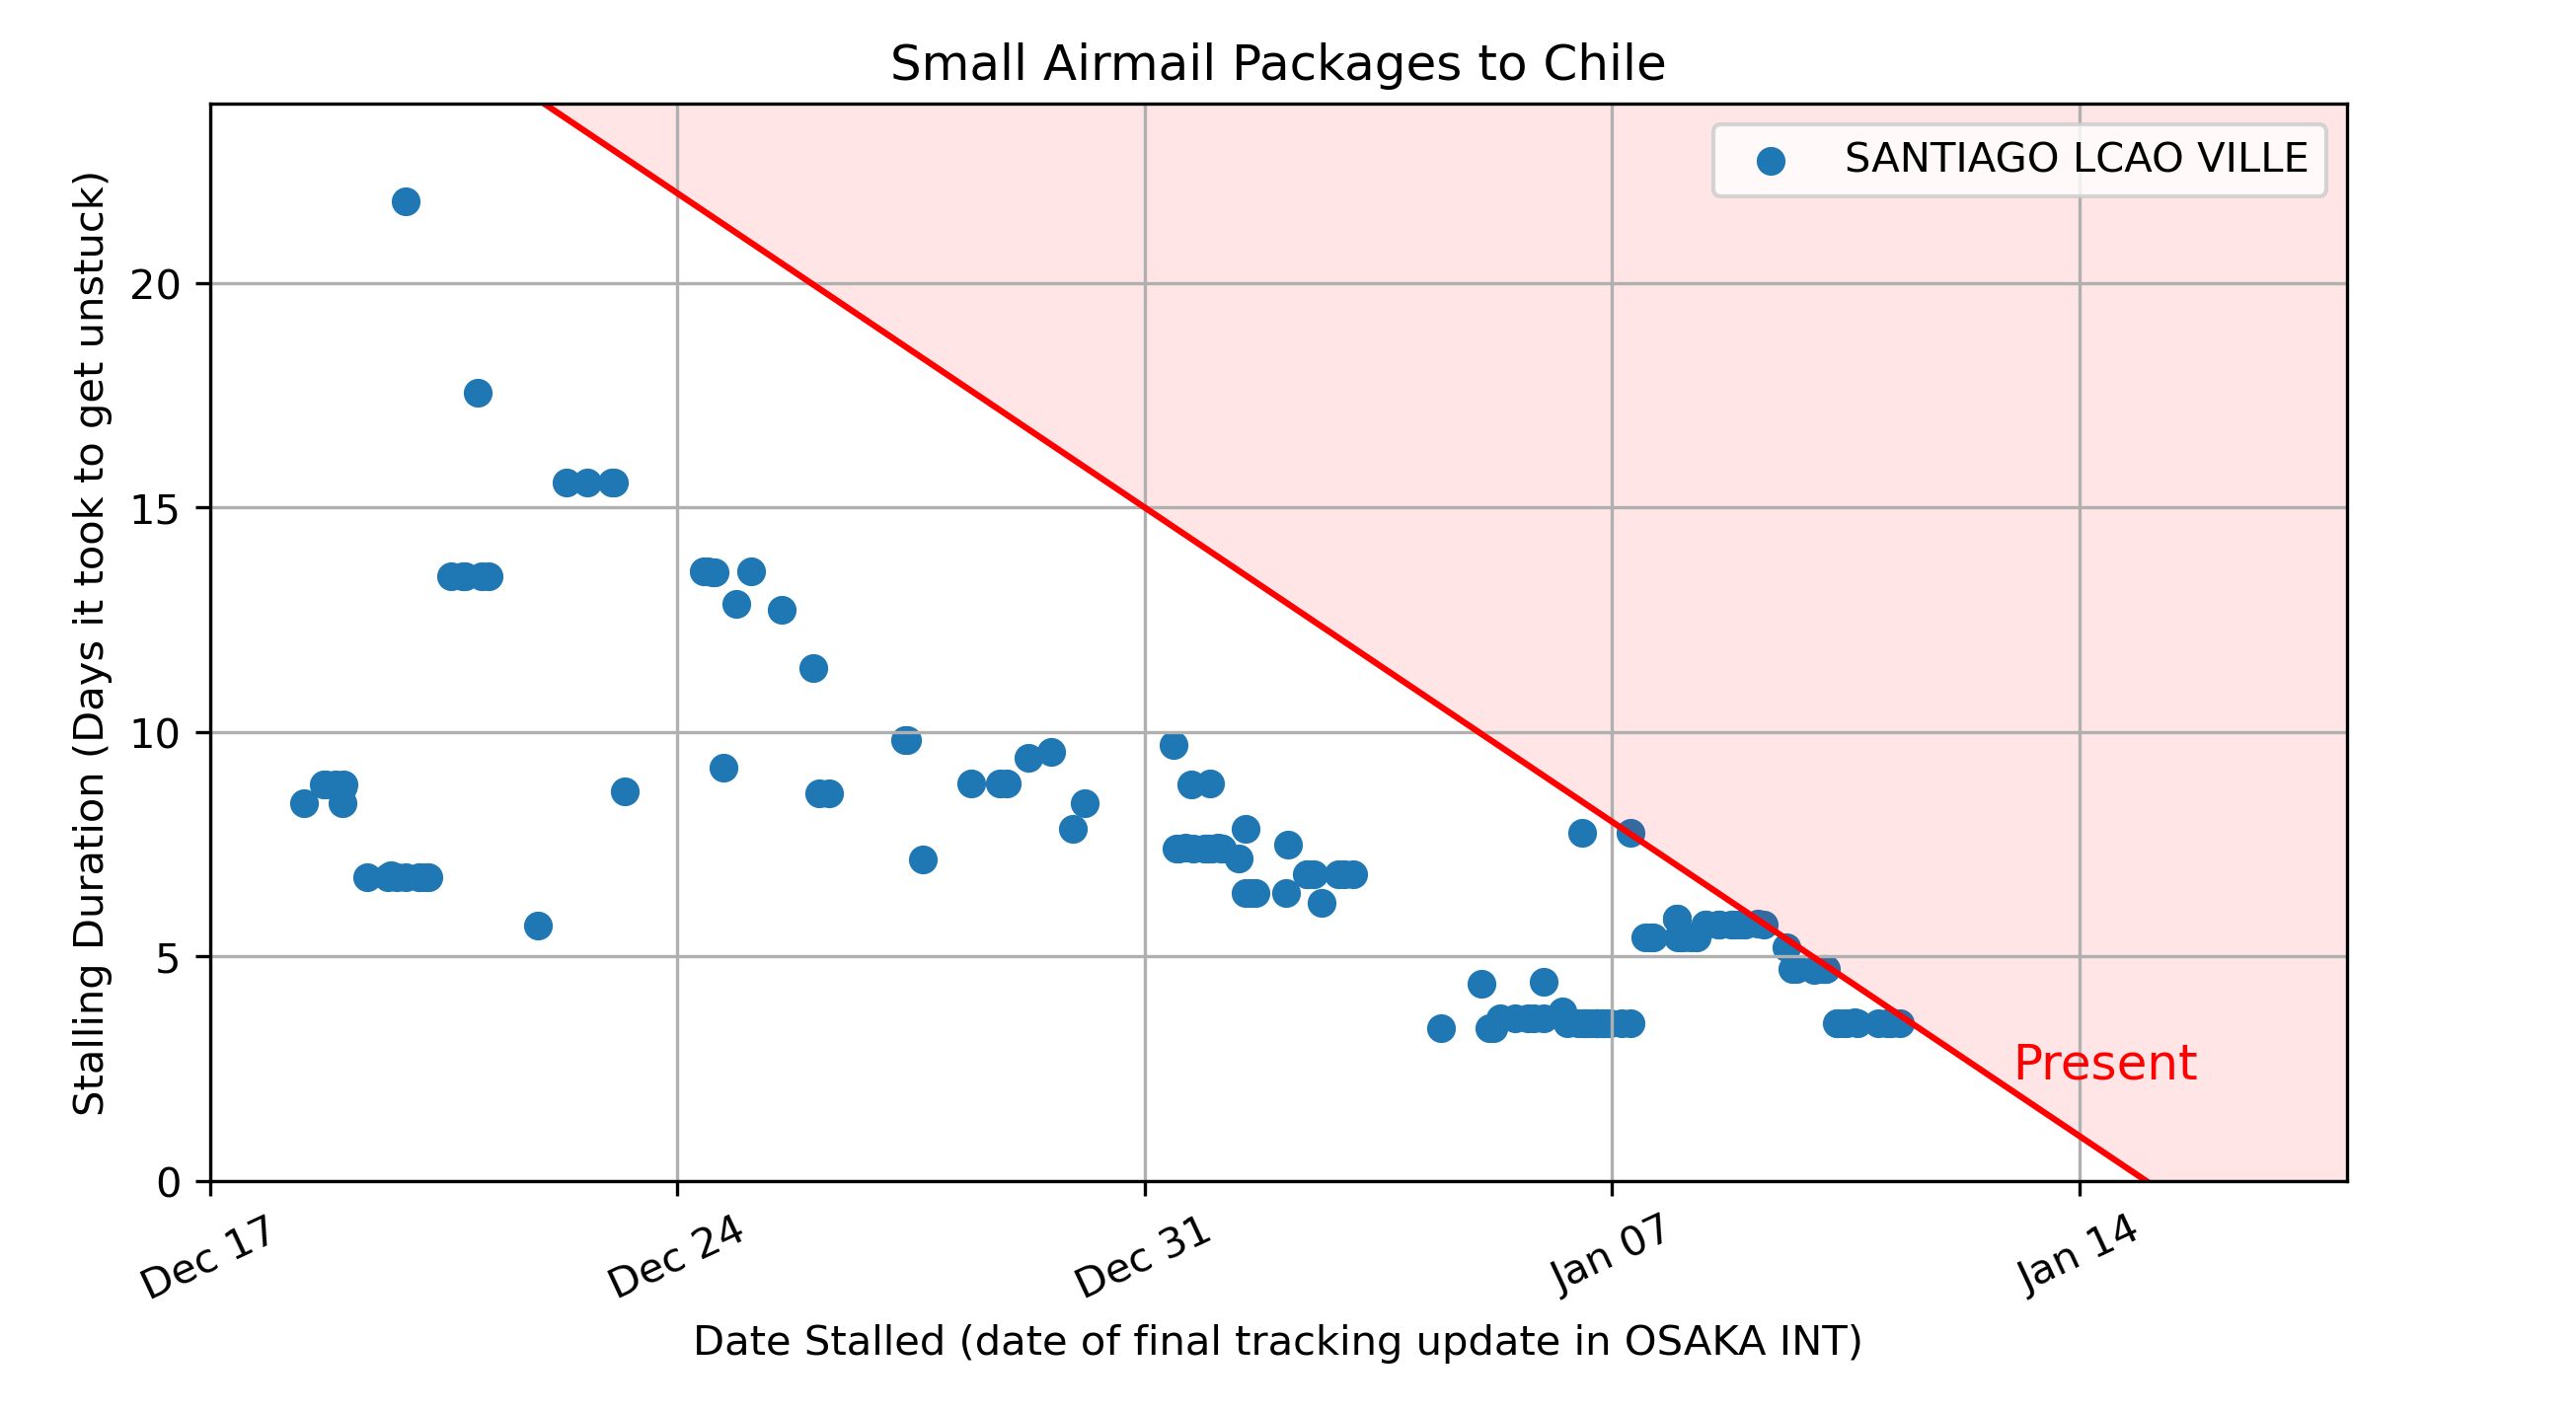 Small Airmail Packages to Chile
SANTIAGO LCAO VILLE
Stalling Duration (Days it took to get unstuck)
20
15
10
5
0
Present
Dec 17
Dec 24
Dec 31
Jan 07
Jan 14
Date Stalled (date of final tracking update in OSAKA INT)